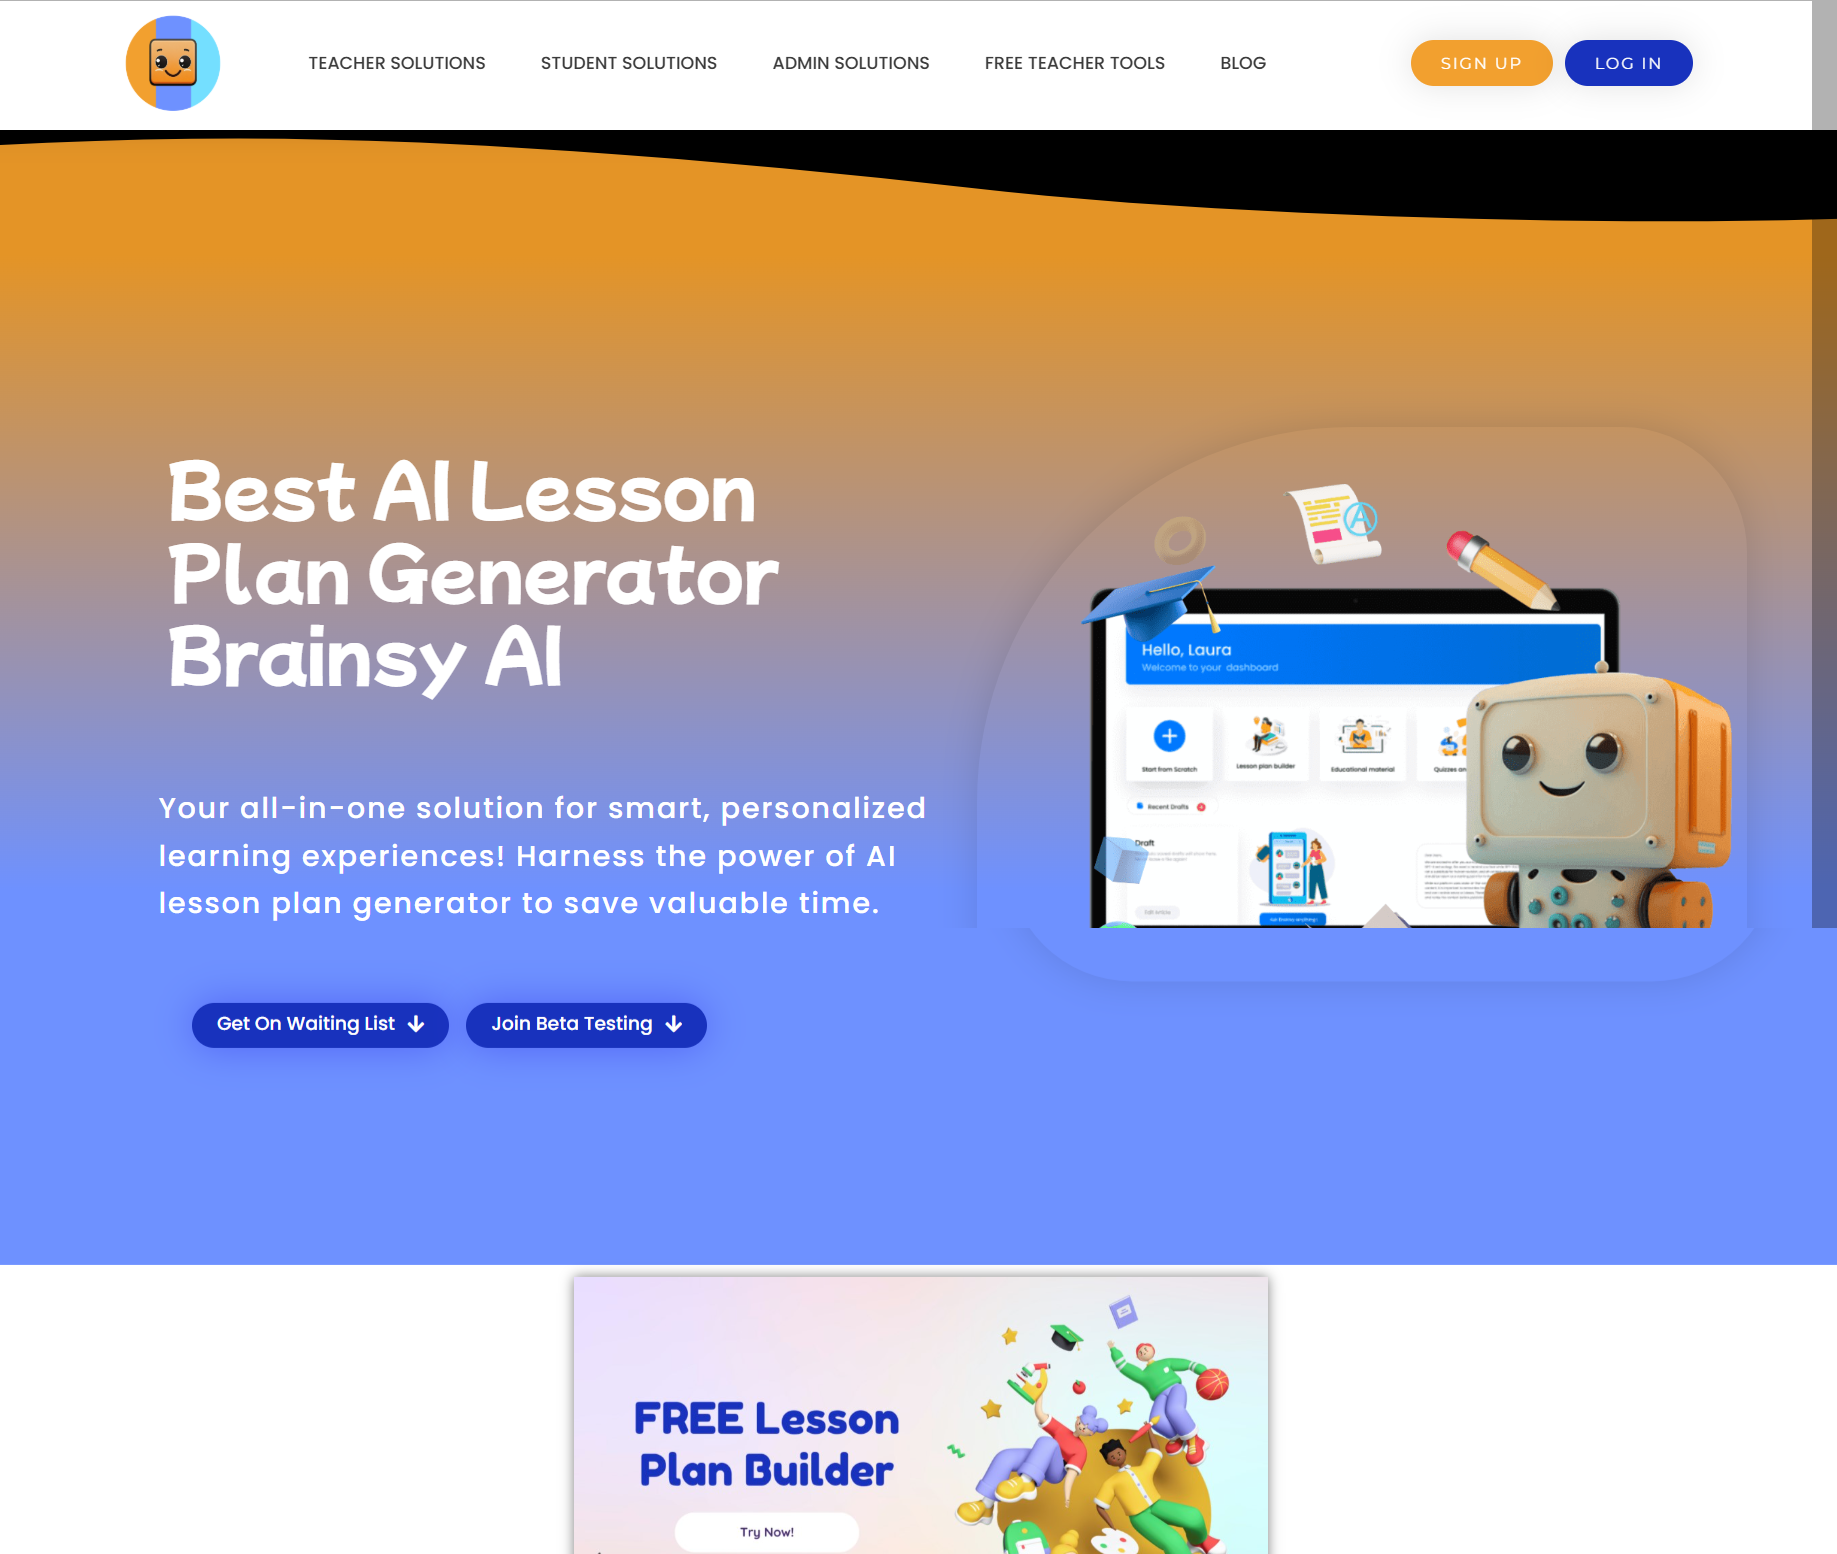 TEACHER SOLUTIONS
STUDENT SOLUTIONS
ADMIN SOLUTIONS
FREE TEACHER TOOLS
BLOG
SIGN UP
LOG IN
Best AI Lesson
Plan Generator
Brainsy AI
Your all-in-one solution for smart, personalized
learning experiences! Harness the power of AI
lesson plan generator to save valuable time.
Get On Waiting List
Join Beta Testing
A
Hello, Laura
Welcome to your dashboard
Start from Scratch
Lesson plan builder
Educational material
Quizzes an
Recent Drafts
Draft
FREE Lesson
Plan Builder
Try Now!